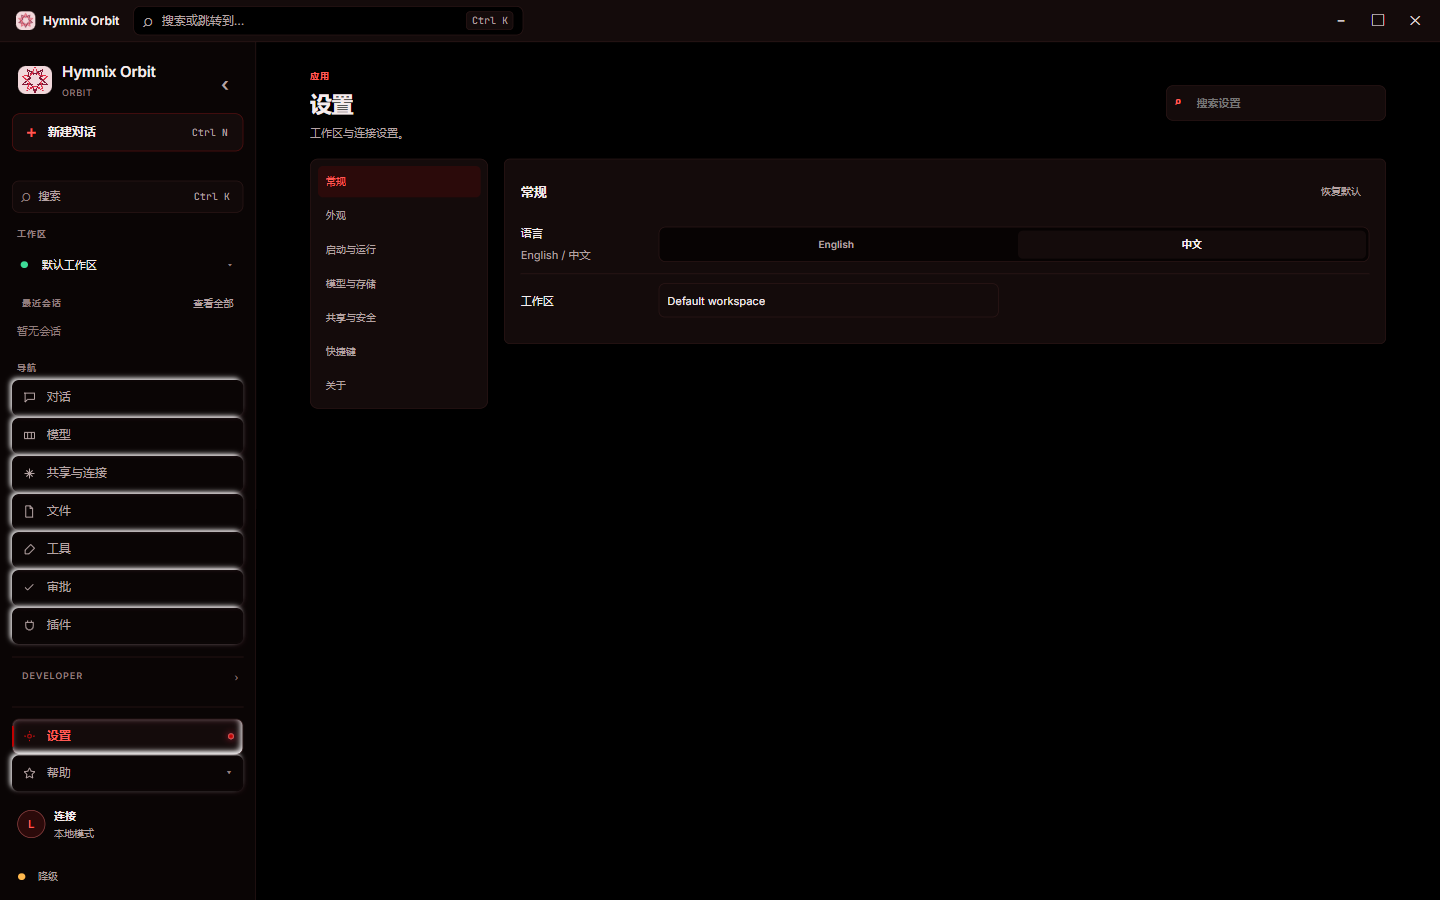 Hymnix Orbit
搜索或跳转到...
Ctrl K
Hymnix Orbit
ORBIT
新建对话
Ctrl N
搜索
Ctrl K
工作区
默认工作区
最近会话
查看全部
暂无会话
导航
对话
模型
共享与连接
文件
工具
审批
插件
DEVELOPER
设置
帮助
L
连接
本地模式
降级
应用
设置
工作区与连接设置。
搜索设置
常规
外观
启动与运行
模型与存储
共享与安全
快捷键
关于
常规
恢复默认
语言
English / 中文
English
中文
工作区
Default workspace